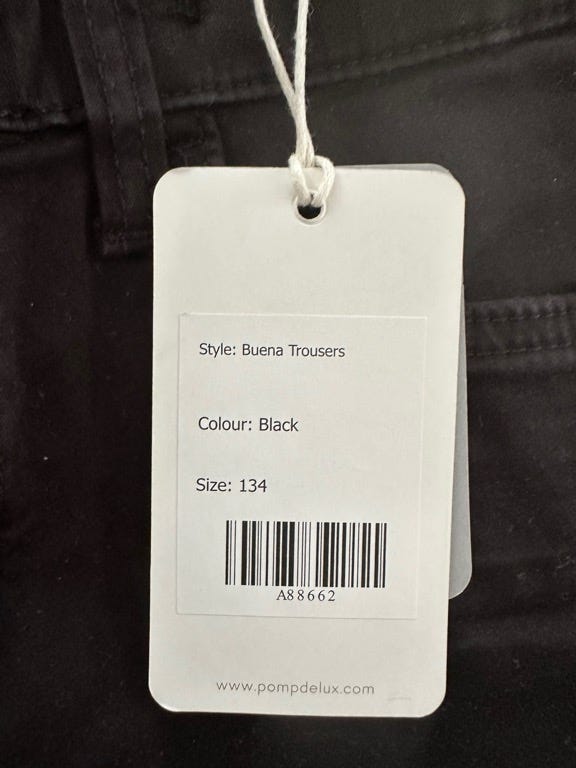 Style: Buena Trousers
Colour: Black
Size: 134
A88662
www.pompdelux.com